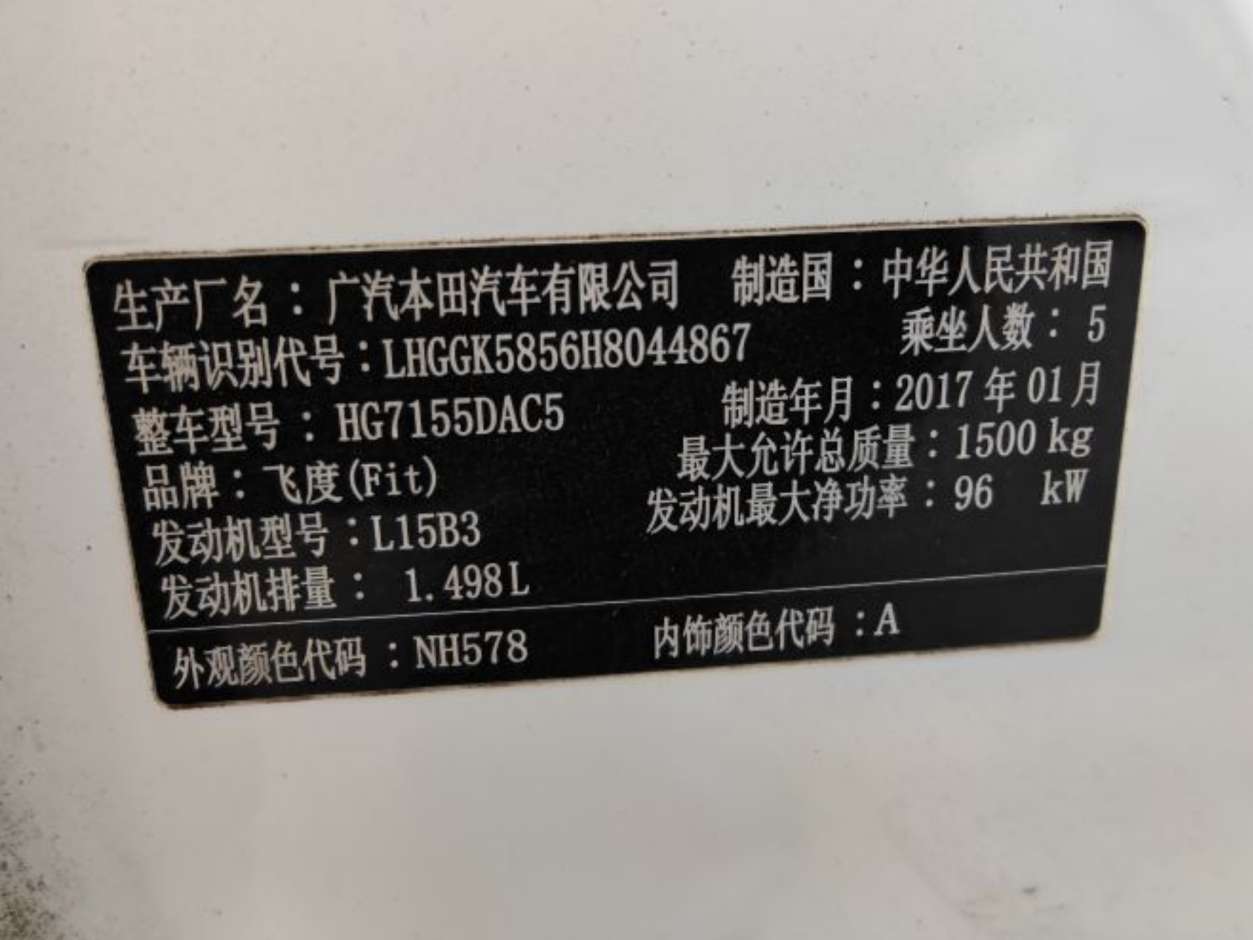 生产厂名：广汽本田汽车有限公司 制造国：中华人民共和国
车辆识别代号：LHGGK5856H8044867 乘坐人数：5
整车型号：HG7155DAC5 制造年月：2017年01月
品牌：飞度(Fit) 最大允许总质量：1500 kg
发动机型号：L15B3 发动机最大净功率：96 kW
发动机排量：1.498L
外观颜色代码：NH578 内饰颜色代码：A